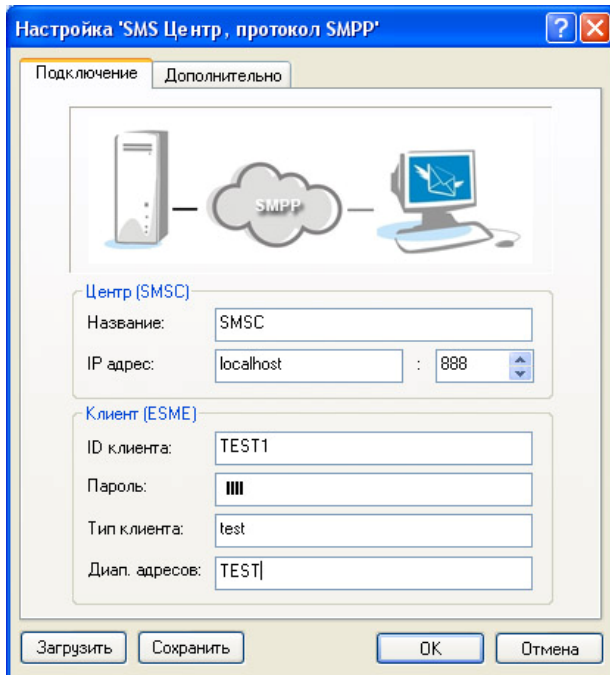 Настройка 'SMS Центр, протокол SMPP'
Подключение Дополнительно
SMPP
Центр (SMSC)
Название: SMSC
IP адрес: localhost : 888
Клиент (ESME)
ID клиента: TEST1
Пароль:
Тип клиента: test
Диап. адресов: TEST
Загрузить Сохранить OK Отмена